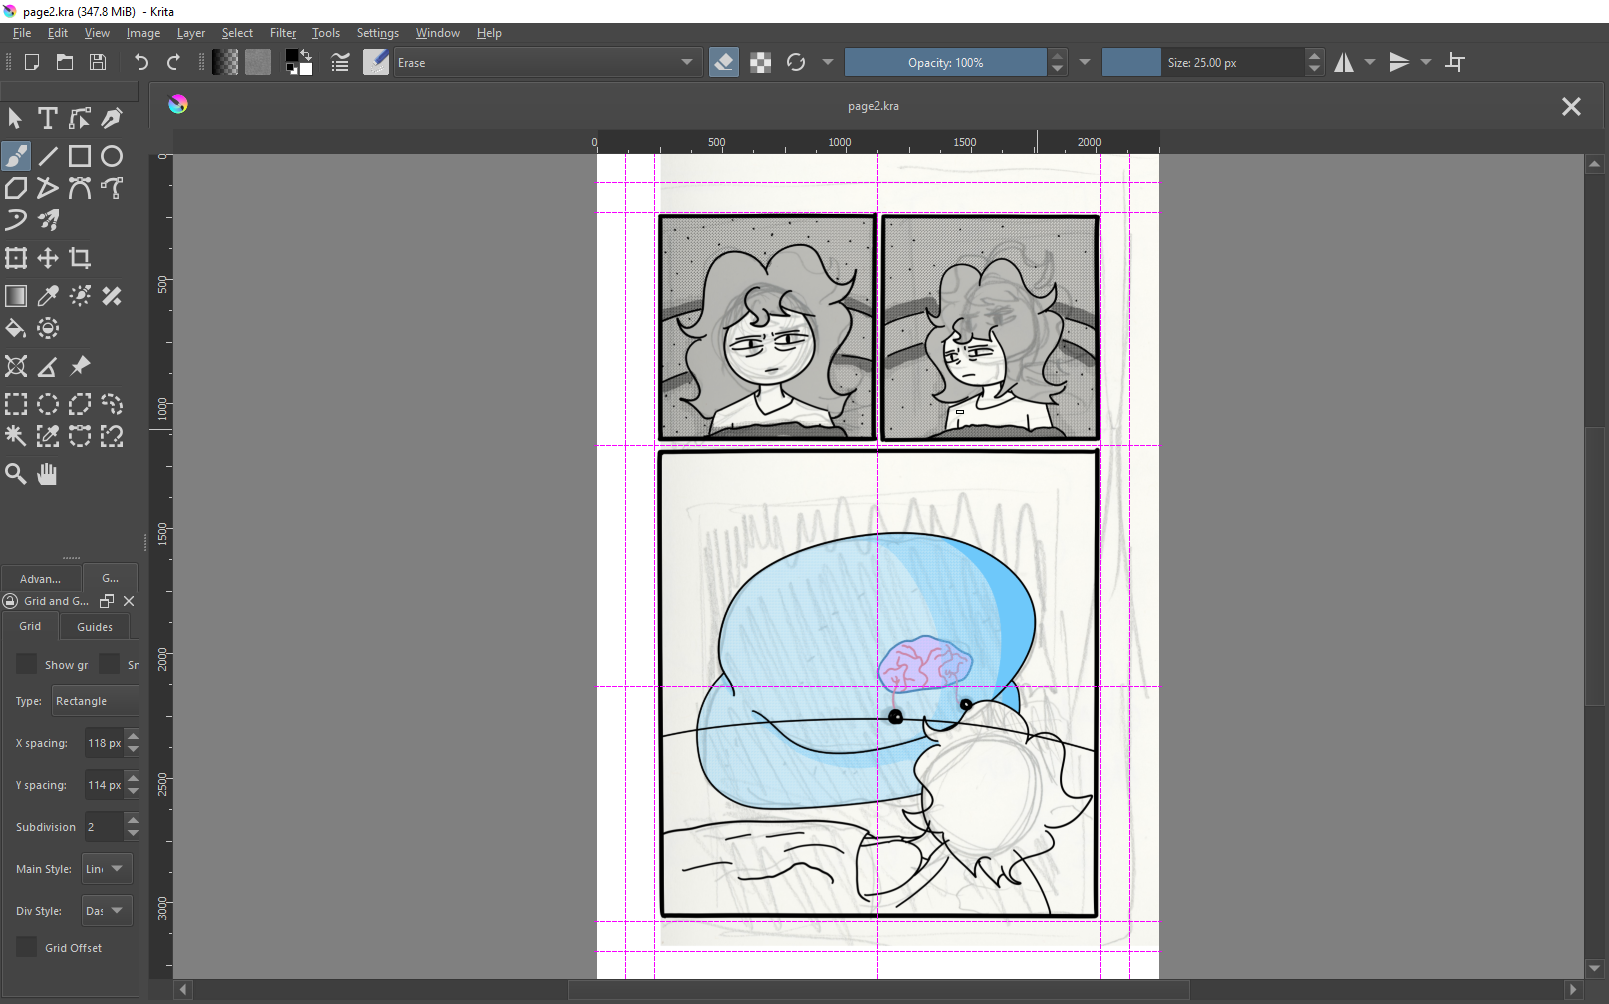 page2.kra (347.8 MiB)  - Krita
File Edit View Image Layer Select Filter Tools Settings Window Help
Erase Opacity: 100% Size: 25.00 px
page2.kra
0 500 1000 1500 2000
0
500
1000
1500
2000
2500
3000
Advan... G...
Grid and G...
Grid Guides
Show gr Sr
Type: Rectangle
X spacing: 118 px
Y spacing: 114 px
Subdivision 2
Main Style: Lin
Div Style: Das
Grid Offset